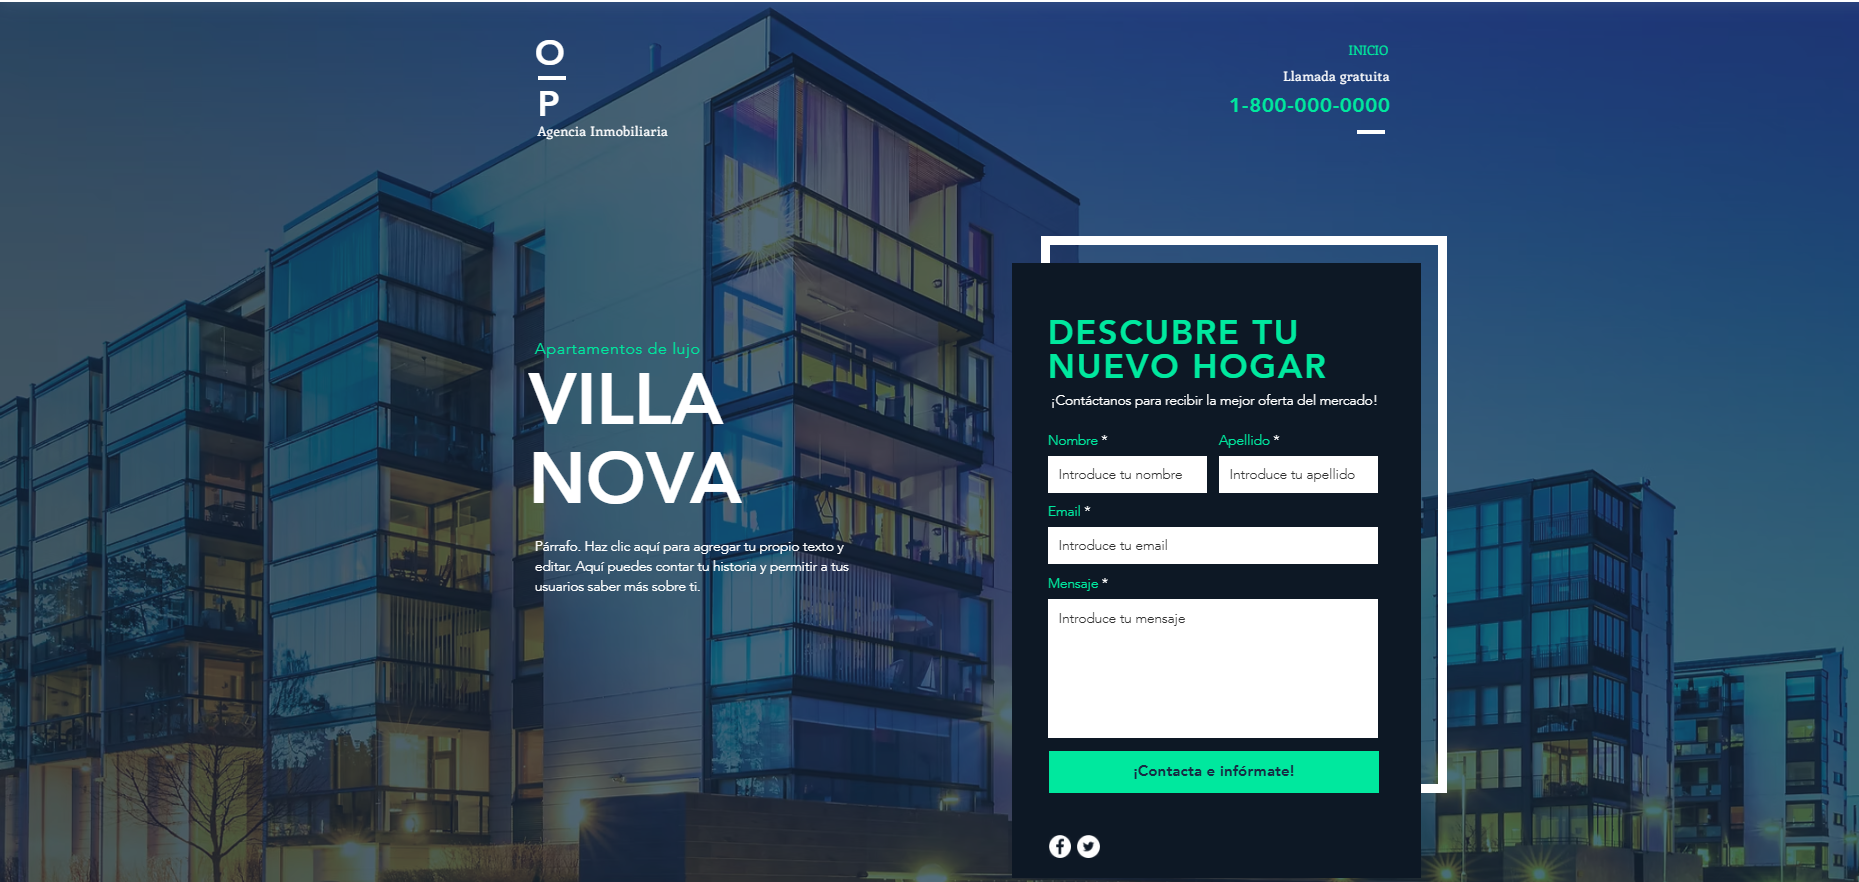 O
P
Agencia Inmobiliaria
INICIO
Llamada gratuita
1-800-000-0000
Apartamentos de lujo
VILLA
NOVA
Párrafo. Haz clic aquí para agregar tu propio texto y
editar. Aquí puedes contar tu historia y permitir a tus
usuarios saber más sobre ti.
DESCUBRE TU
NUEVO HOGAR
¡Contáctanos para recibir la mejor oferta del mercado!
Nombre * Apellido *
Introduce tu nombre Introduce tu apellido
Email *
Introduce tu email
Mensaje *
Introduce tu mensaje
¡Contacta e infórmate!